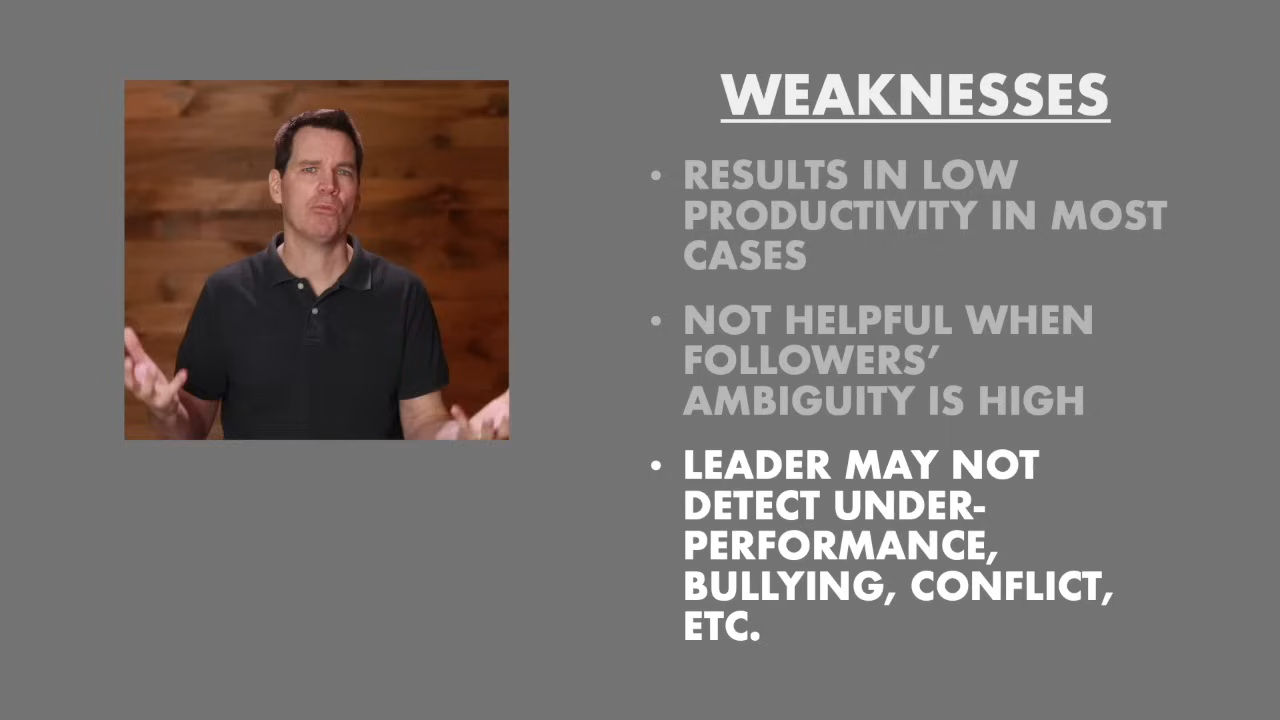 WEAKNESSES
• RESULTS IN LOW
PRODUCTIVITY IN MOST
CASES
• NOT HELPFUL WHEN
FOLLOWERS’
AMBIGUITY IS HIGH
• LEADER MAY NOT
DETECT UNDER-
PERFORMANCE,
BULLYING, CONFLICT,
ETC.